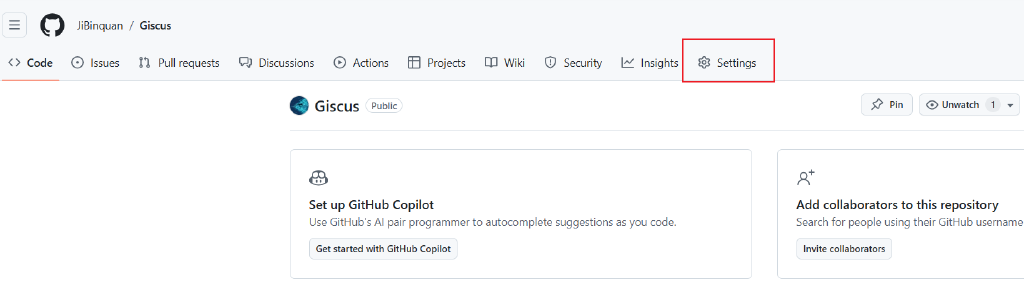 JiBinquan / Giscus
Code Issues Pull requests Discussions Actions Projects Wiki Security Insights Settings
Giscus Public Pin Unwatch 1
Set up GitHub Copilot
Use GitHub's AI pair programmer to autocomplete suggestions as you code.
Get started with GitHub Copilot
Add collaborators to this repository
Search for people using their GitHub username
Invite collaborators